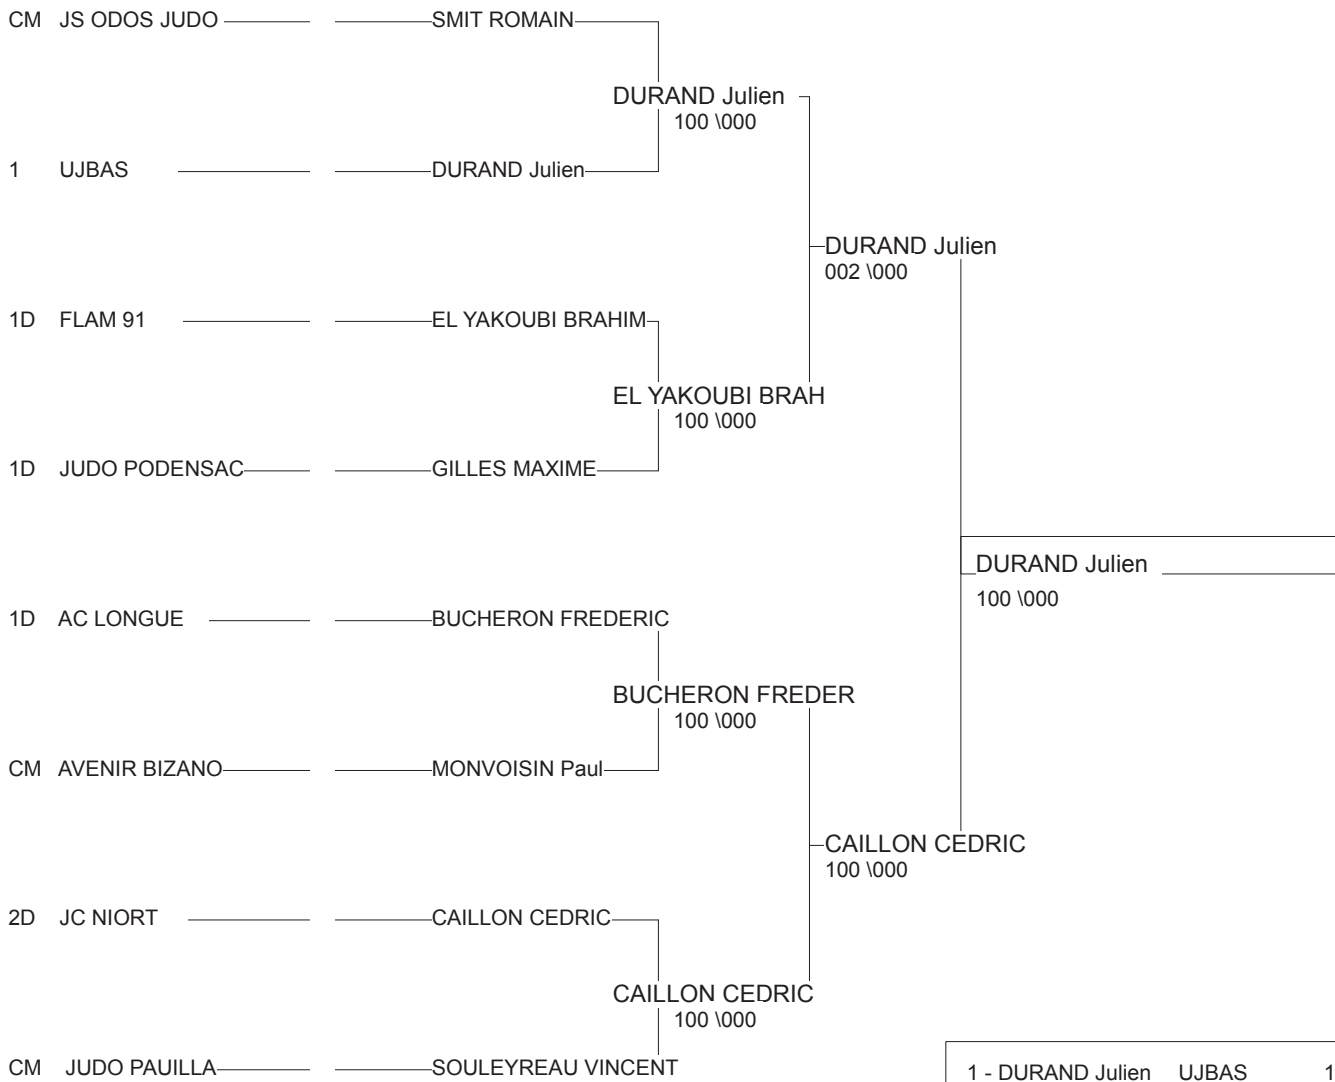 CM JS ODOS JUDO SMIT ROMAIN
DURAND Julien
100 \000
1 UJBAS DURAND Julien
DURAND Julien
002 \000
1D FLAM 91 EL YAKOUBI BRAHIM
EL YAKOUBI BRAH
100 \000
1D JUDO PODENSAC GILLES MAXIME
DURAND Julien
100 \000
1D AC LONGUE BUCHERON FREDERIC
BUCHERON FREDER
100 \000
CM AVENIR BIZANO MONVOISIN Paul
CAILLON CEDRIC
100 \000
2D JC NIORT CAILLON CEDRIC
CAILLON CEDRIC
100 \000
CM JUDO PAUILLA SOULEYREAU VINCENT
1 - DURAND Julien UJBAS 1